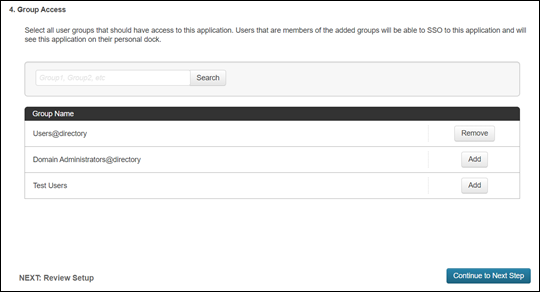 4. Group Access
Select all user groups that should have access to this application. Users that are members of the added groups will be able to SSO to this application and will
see this application on their personal dock.
Group1, Group2, etc
Search
Group Name
Users@directory
Remove
Domain Administrators@directory
Add
Test Users
Add
NEXT: Review Setup
Continue to Next Step